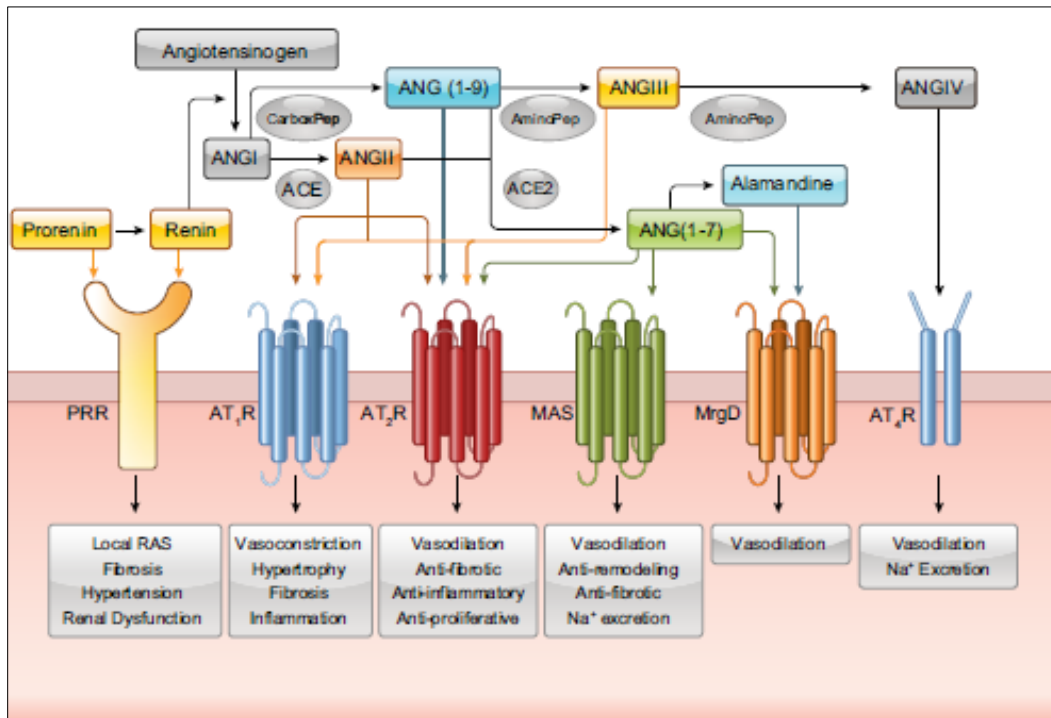 Angiotensinogen
ANG (1-9)
ANGIII
ANGIV
CarboxPep
AminoPep
AminoPep
ANGI
ANGII
ACE
ACE2
Alamandine
Prorenin
Renin
ANG(1-7)
PRR
AT₁R
AT₂R
MAS
MrgD
AT₄R
Local RAS
Fibrosis
Hypertension
Renal Dysfunction
Vasoconstriction
Hypertrophy
Fibrosis
Inflammation
Vasodilation
Anti-fibrotic
Anti-inflammatory
Anti-proliferative
Vasodilation
Anti-remodeling
Anti-fibrotic
Na⁺ excretion
Vasodilation
Vasodilation
Na⁺ Excretion